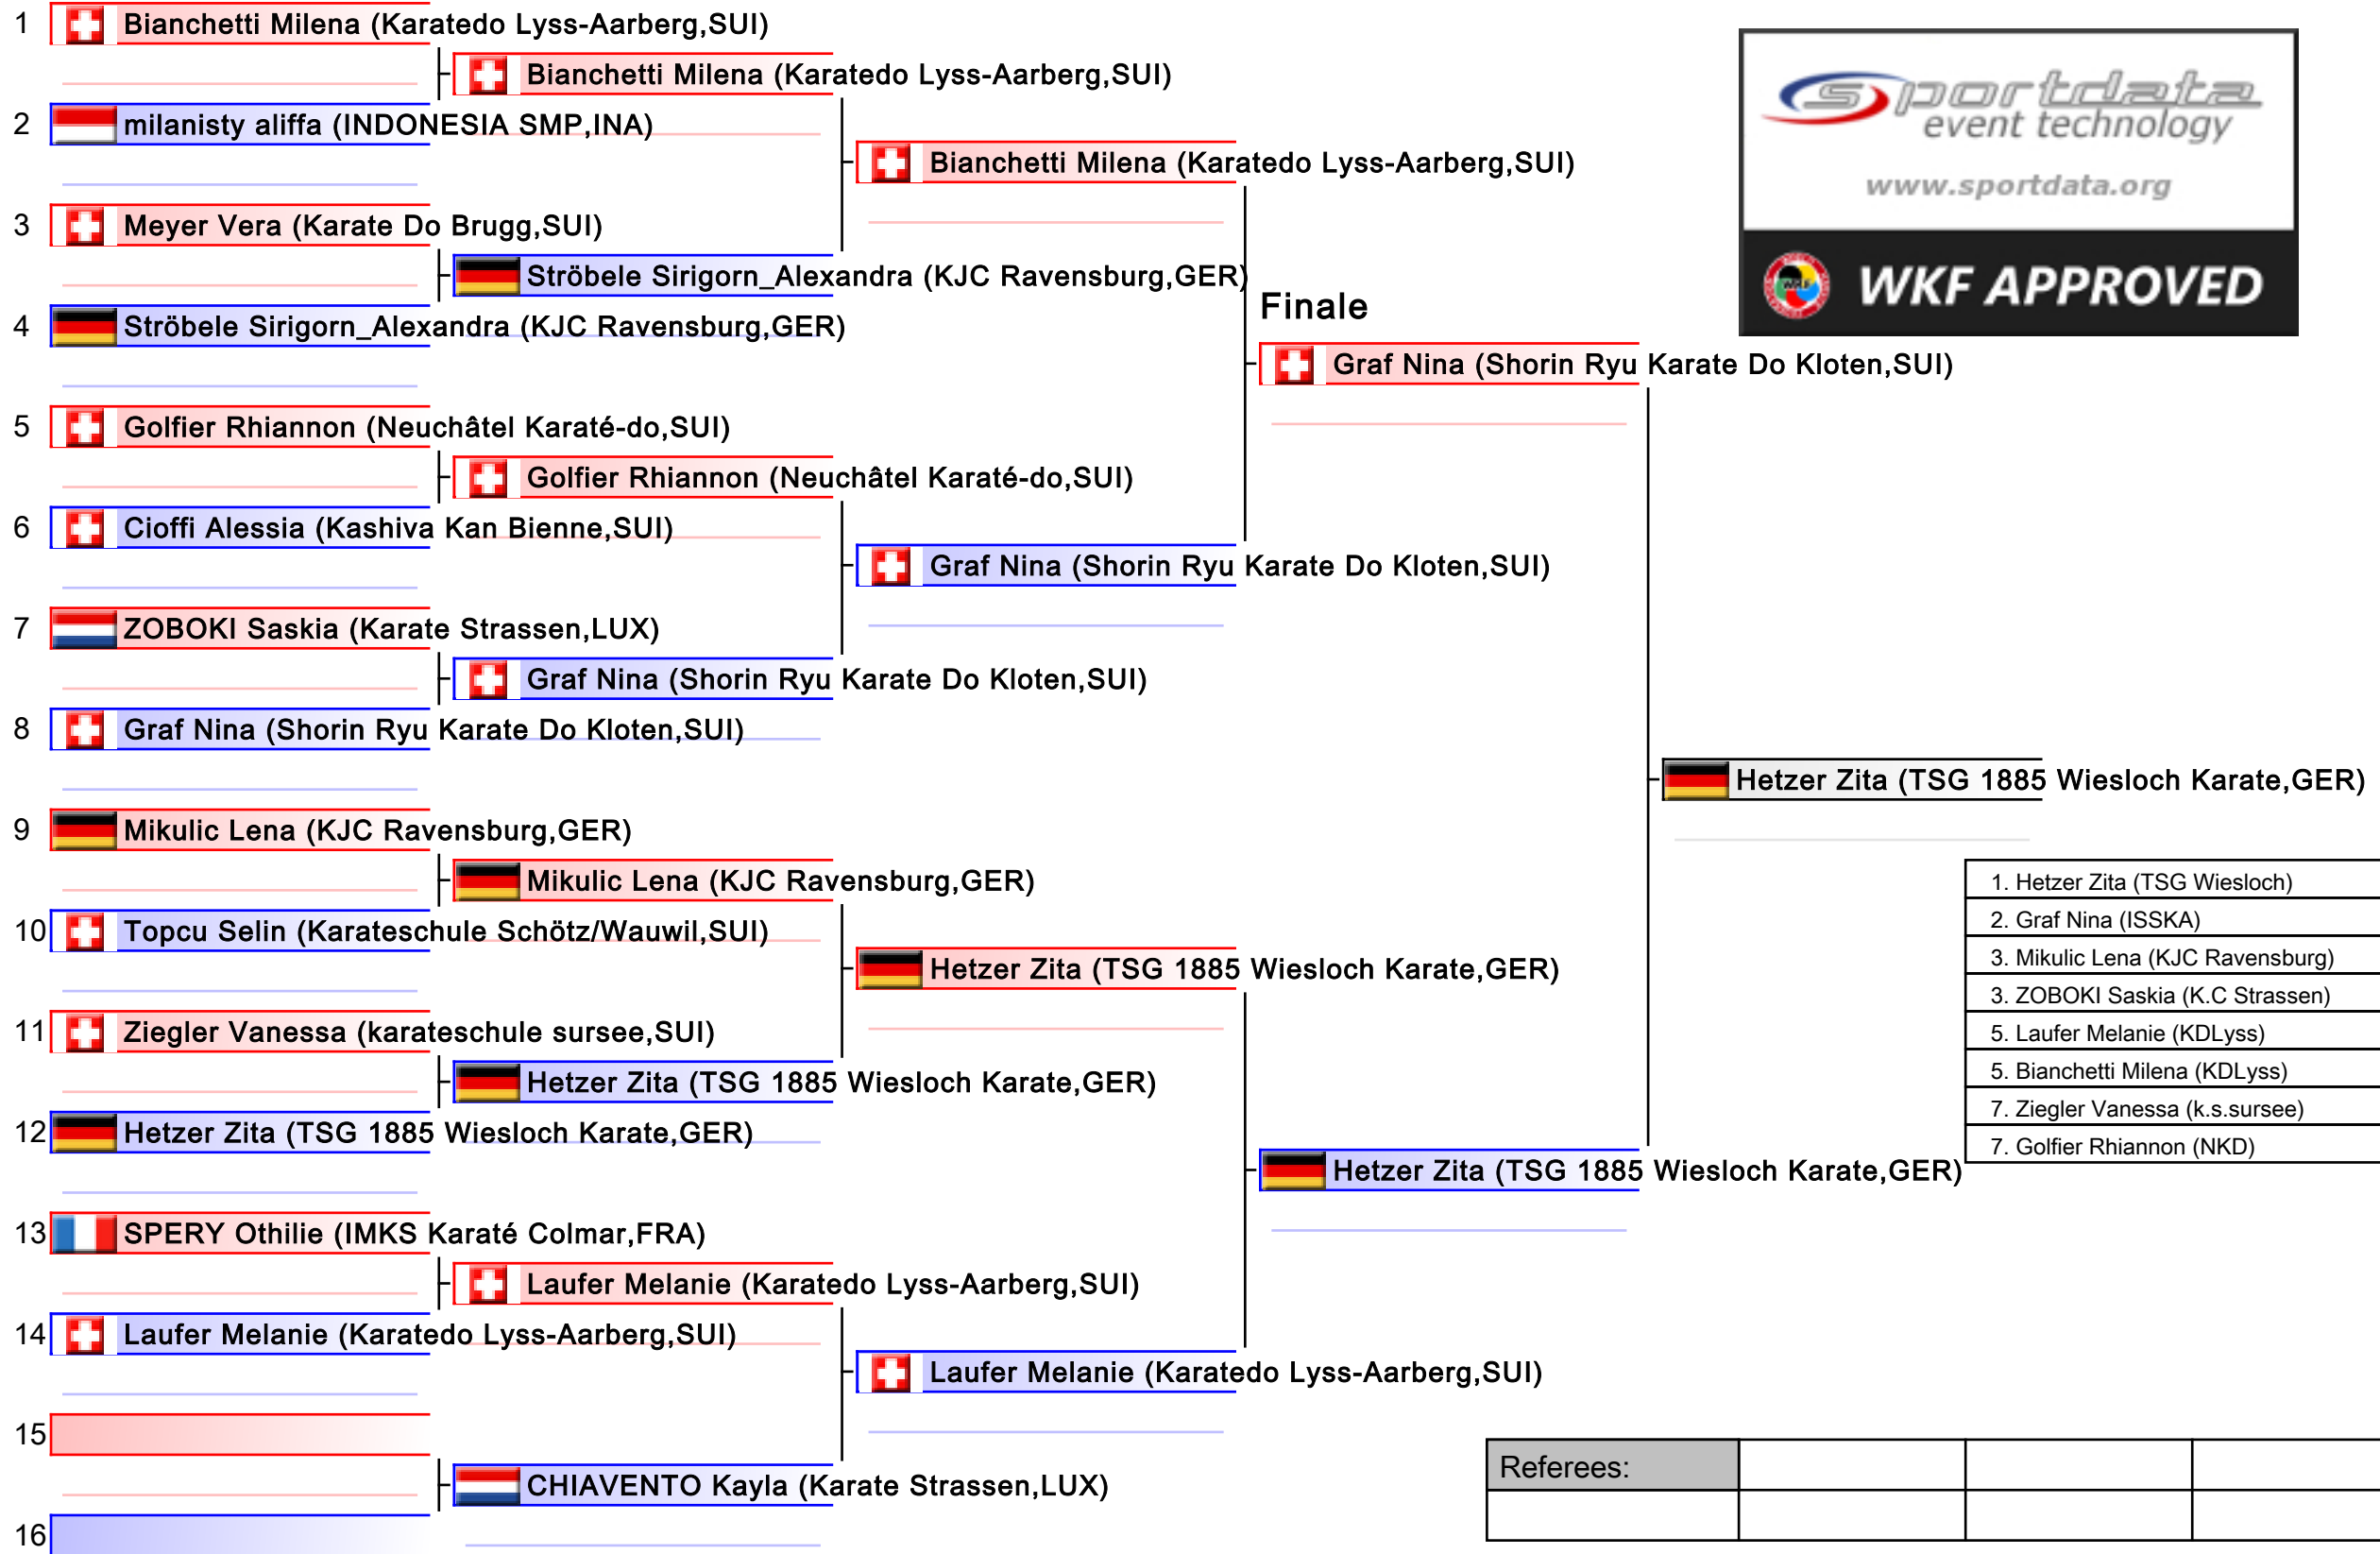 1 Bianchetti Milena (Karatedo Lyss-Aarberg,SUI)
2 milanisty aliffa (INDONESIA SMP,INA)
3 Meyer Vera (Karate Do Brugg,SUI)
4 Ströbele Sirigorn_Alexandra (KJC Ravensburg,GER)
5 Golfier Rhiannon (Neuchâtel Karaté-do,SUI)
6 Cioffi Alessia (Kashiva Kan Bienne,SUI)
7 ZOBOKI Saskia (Karate Strassen,LUX)
8 Graf Nina (Shorin Ryu Karate Do Kloten,SUI)
9 Mikulic Lena (KJC Ravensburg,GER)
10 Topcu Selin (Karateschule Schötz/Wauwil,SUI)
11 Ziegler Vanessa (karateschule sursee,SUI)
12 Hetzer Zita (TSG 1885 Wiesloch Karate,GER)
13 SPERY Othilie (IMKS Karaté Colmar,FRA)
14 Laufer Melanie (Karatedo Lyss-Aarberg,SUI)
15
16
Bianchetti Milena (Karatedo Lyss-Aarberg,SUI)
Ströbele Sirigorn_Alexandra (KJC Ravensburg,GER)
Golfier Rhiannon (Neuchâtel Karaté-do,SUI)
Graf Nina (Shorin Ryu Karate Do Kloten,SUI)
Mikulic Lena (KJC Ravensburg,GER)
Hetzer Zita (TSG 1885 Wiesloch Karate,GER)
Laufer Melanie (Karatedo Lyss-Aarberg,SUI)
CHIAVENTO Kayla (Karate Strassen,LUX)
Bianchetti Milena (Karatedo Lyss-Aarberg,SUI)
Graf Nina (Shorin Ryu Karate Do Kloten,SUI)
Hetzer Zita (TSG 1885 Wiesloch Karate,GER)
Laufer Melanie (Karatedo Lyss-Aarberg,SUI)
Finale
Graf Nina (Shorin Ryu Karate Do Kloten,SUI)
Hetzer Zita (TSG 1885 Wiesloch Karate,GER)
Hetzer Zita (TSG 1885 Wiesloch Karate,GER)
sportdata
event technology
www.sportdata.org
WKF
WKF APPROVED
1. Hetzer Zita (TSG Wiesloch)
2. Graf Nina (ISSKA)
3. Mikulic Lena (KJC Ravensburg)
3. ZOBOKI Saskia (K.C Strassen)
5. Laufer Melanie (KDLyss)
5. Bianchetti Milena (KDLyss)
7. Ziegler Vanessa (k.s.sursee)
7. Golfier Rhiannon (NKD)
Referees: